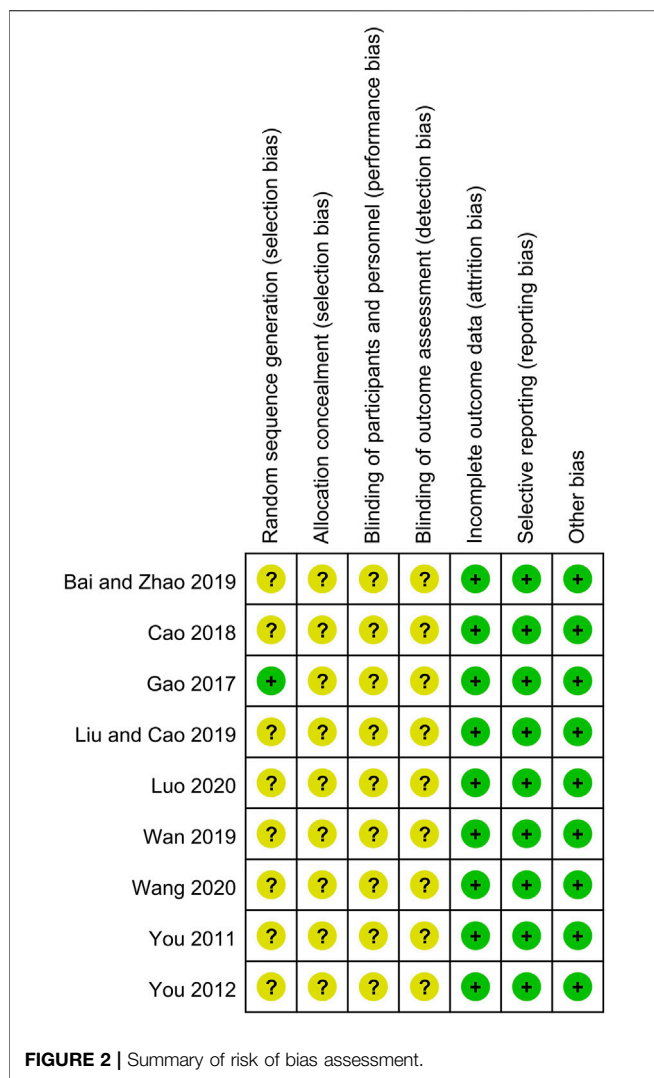 Random sequence generation (selection bias)
Allocation concealment (selection bias)
Blinding of participants and personnel (performance bias)
Blinding of outcome assessment (detection bias)
Incomplete outcome data (attrition bias)
Selective reporting (reporting bias)
Other bias
Bai and Zhao 2019 ? ? ? ? + + +
Cao 2018 ? ? ? ? + + +
Gao 2017 + ? ? ? + + +
Liu and Cao 2019 ? ? ? ? + + +
Luo 2020 ? ? ? ? + + +
Wan 2019 ? ? ? ? + + +
Wang 2020 ? ? ? ? + + +
You 2011 ? ? ? ? + + +
You 2012 ? ? ? ? + + +
FIGURE 2 | Summary of risk of bias assessment.